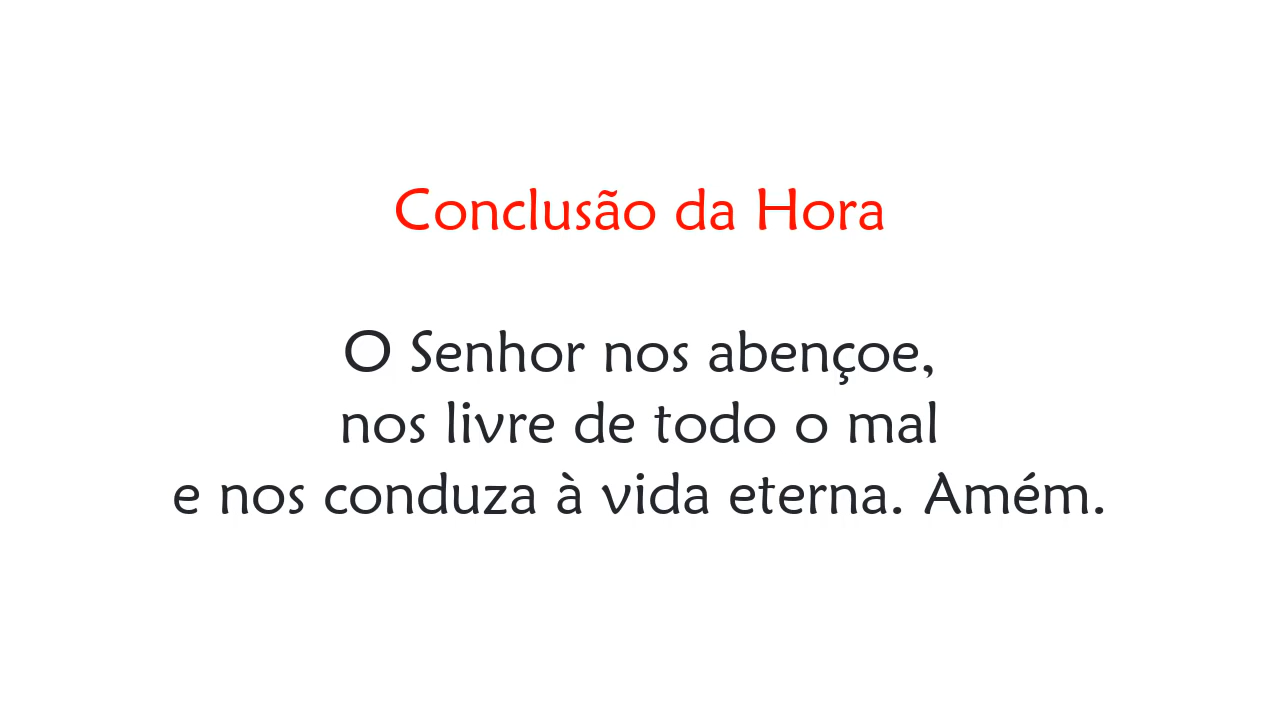 Conclusão da Hora
O Senhor nos abençoe,
nos livre de todo o mal
e nos conduza à vida eterna. Amém.